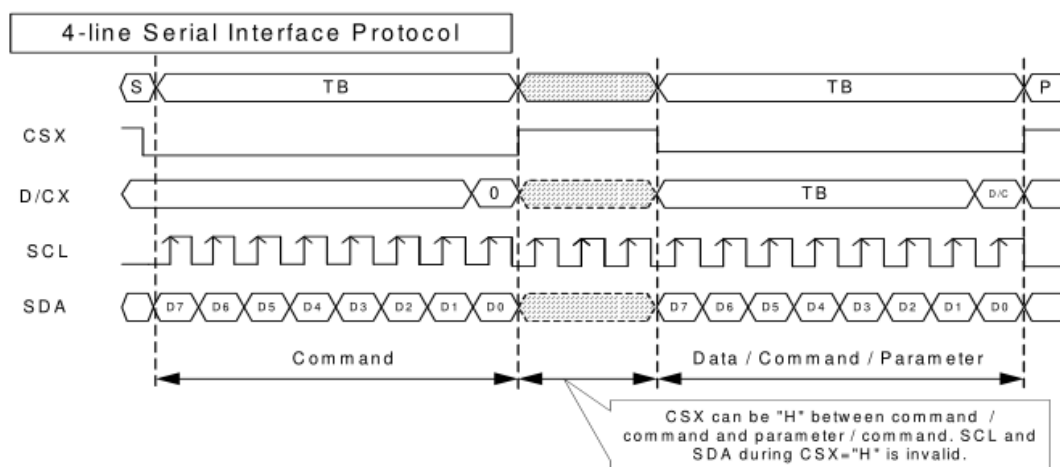 4-line Serial Interface Protocol
S TB TB P
CSX
D/CX 0 TB D/C
SCL
SDA D7 D6 D5 D4 D3 D2 D1 D0 D7 D6 D5 D4 D3 D2 D1 D0
Command Data / Command / Parameter
CSX can be "H" between command /
command and parameter / command. SCL and
SDA during CSX="H" is invalid.